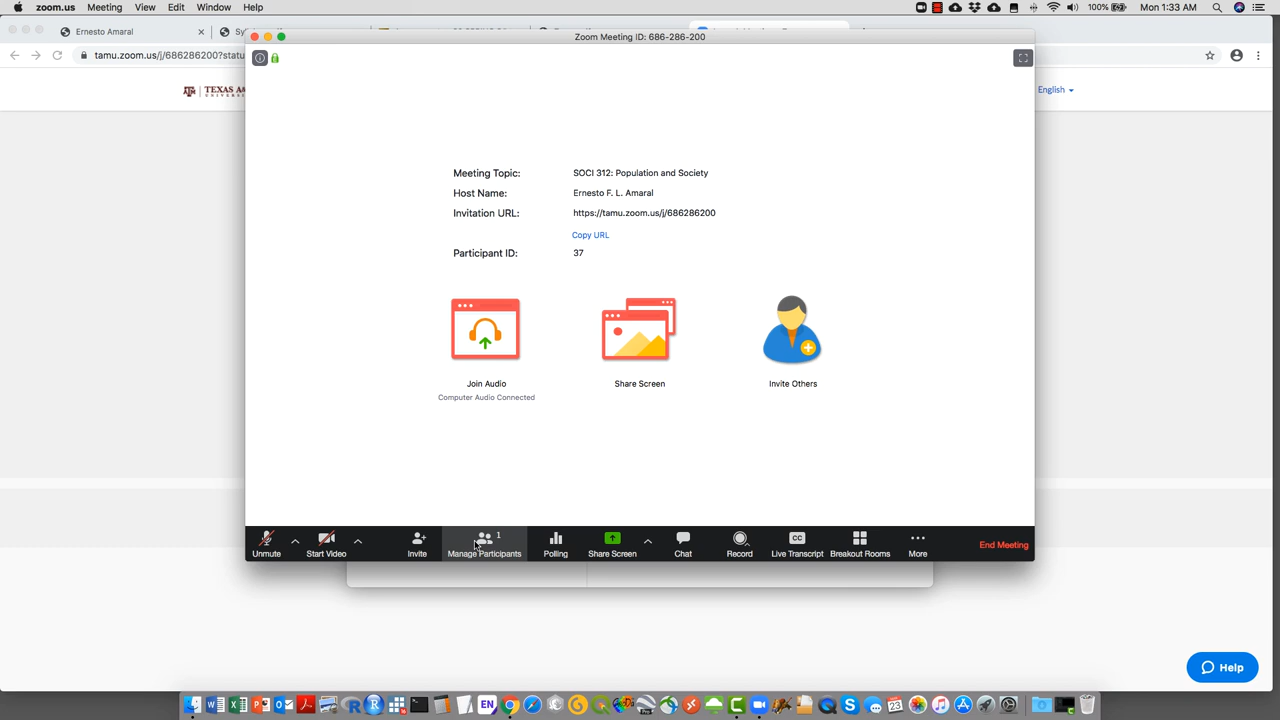 zoom.us Meeting View Edit Window Help 100% Mon 1:33 AM
Ernesto Amaral
tamu.zoom.us/j/686286200?statu
TEXAS A&
English
Zoom Meeting ID: 686-286-200
Meeting Topic: SOCI 312: Population and Society
Host Name: Ernesto F. L. Amaral
Invitation URL: https://tamu.zoom.us/j/686286200
Copy URL
Participant ID: 37
Join Audio Share Screen Invite Others
Computer Audio Connected
1
CC
Unmute Start Video Invite Manage Participants Polling Share Screen Chat Record Live Transcript Breakout Rooms More End Meeting
Help
EN
23